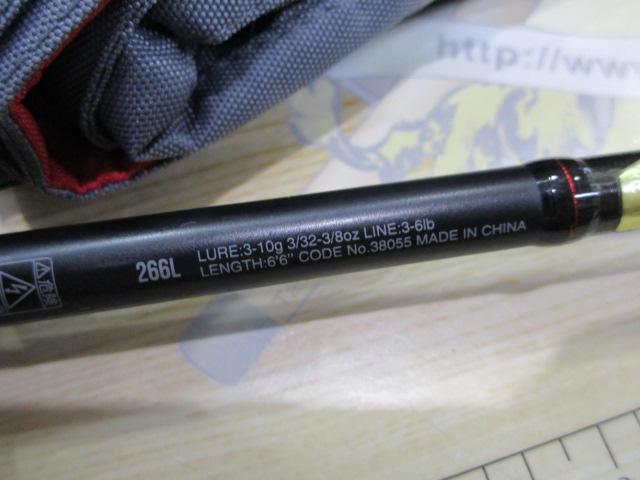 http://www
266L
LURE:3-10g 3/32-3/8oz LINE:3-6lb
LENGTH:6'6" CODE No.38055 MADE IN CHINA